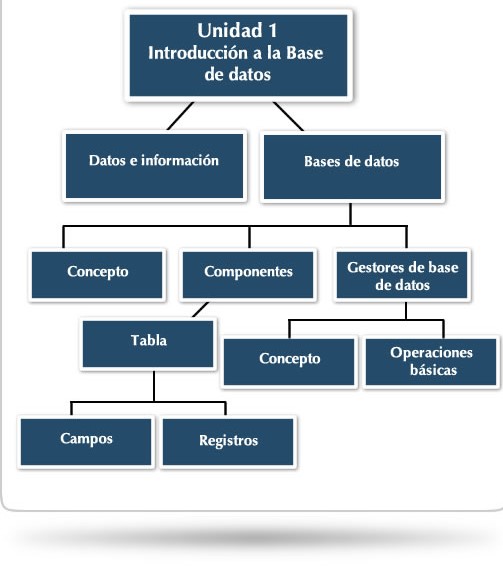 Unidad 1
Introducción a la Base
de datos
Datos e información
Bases de datos
Concepto
Componentes
Gestores de base
de datos
Tabla
Concepto
Operaciones
básicas
Campos
Registros